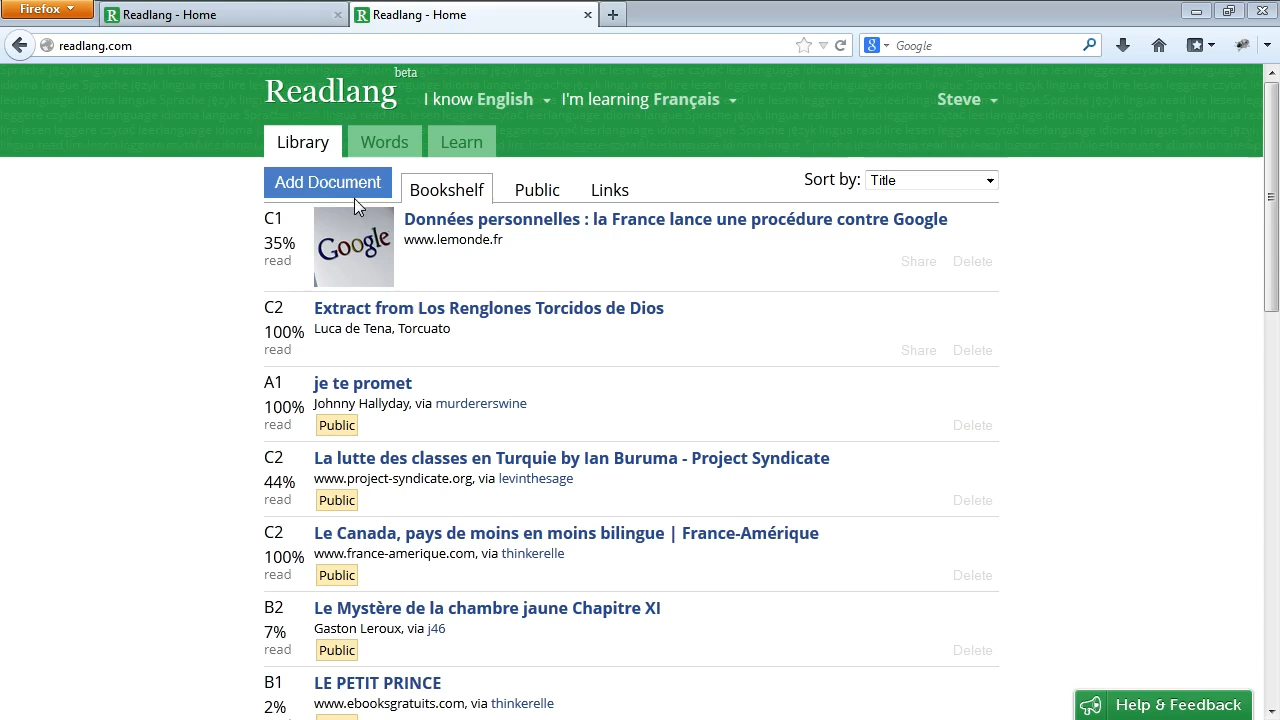 Firefox
Readlang - Home
Readlang - Home
readlang.com
Google
Readlang beta
I know English
I'm learning Français
Steve
Library
Words
Learn
Add Document
Bookshelf
Public
Links
Sort by: Title
C1
35%
read
Google
Données personnelles : la France lance une procédure contre Google
www.lemonde.fr
Share
Delete
C2
100%
read
Extract from Los Renglones Torcidos de Dios
Luca de Tena, Torcuato
Share
Delete
A1
100%
read
je te promet
Johnny Hallyday, via murdererswine
Public
Delete
C2
44%
read
La lutte des classes en Turquie by Ian Buruma - Project Syndicate
www.project-syndicate.org, via levinthesage
Public
Delete
C2
100%
read
Le Canada, pays de moins en moins bilingue | France-Amérique
www.france-amerique.com, via thinkerelle
Public
Delete
B2
7%
read
Le Mystère de la chambre jaune Chapitre XI
Gaston Leroux, via j46
Public
Delete
B1
2%
LE PETIT PRINCE
www.ebooksgratuits.com, via thinkerelle
Help & Feedback